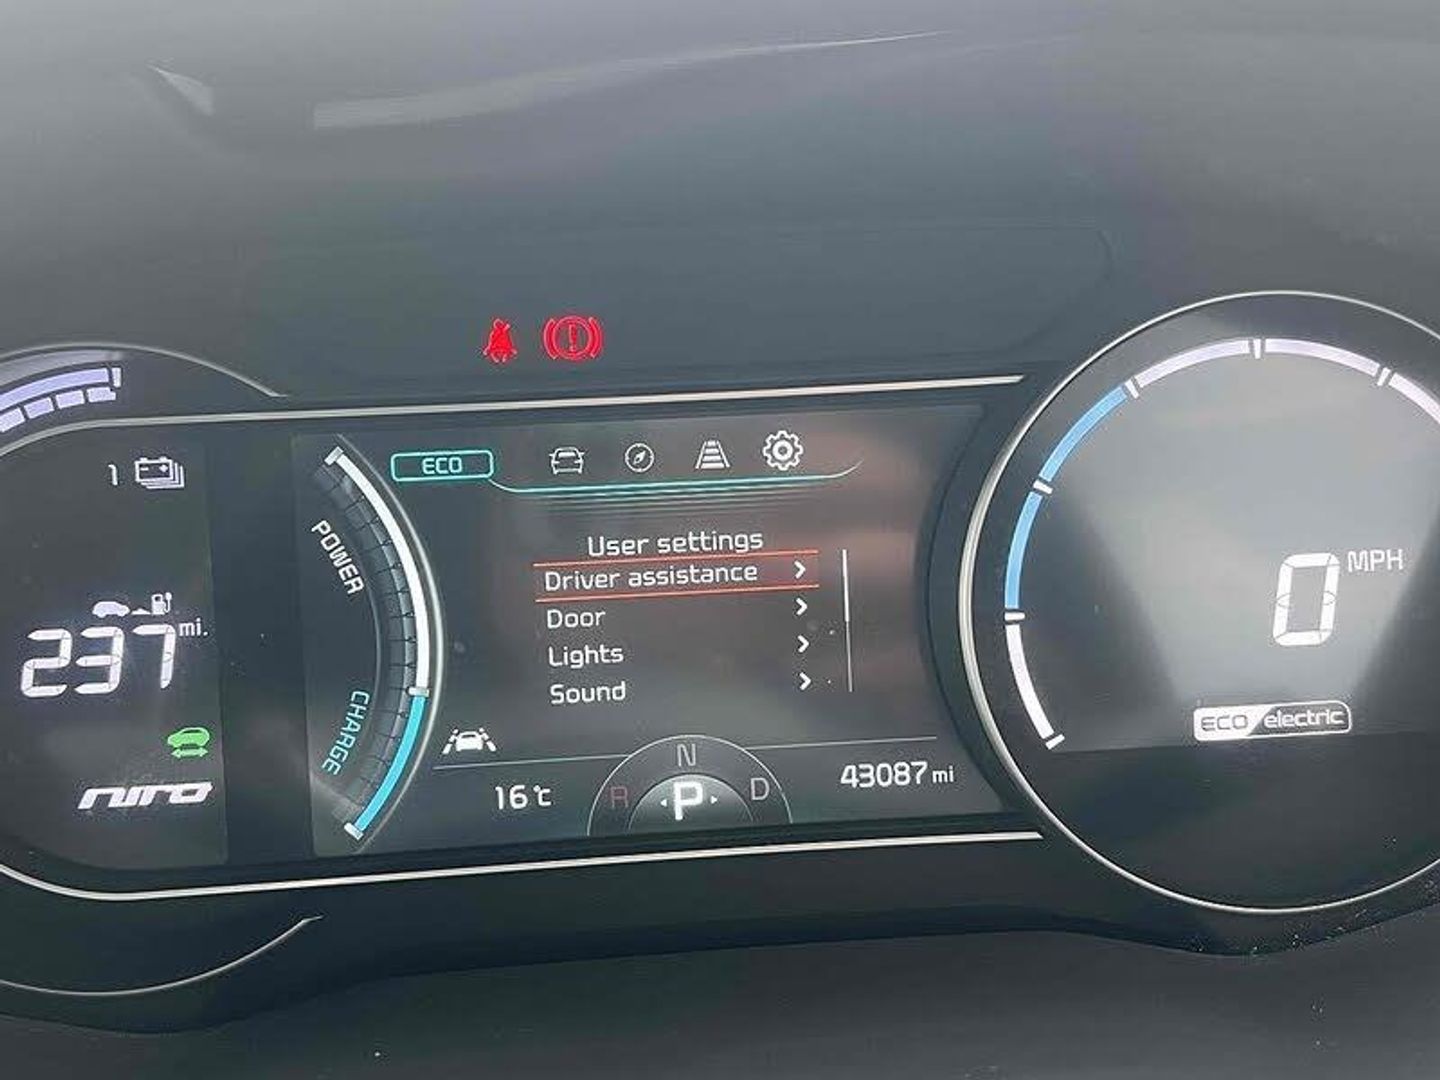 ECO
1
POWER
User settings
Driver assistance
Door
Lights
Sound
237 mi.
CHARGE
niro
16℃
N
R
P
D
43087 mi
0 MPH
ECO electric